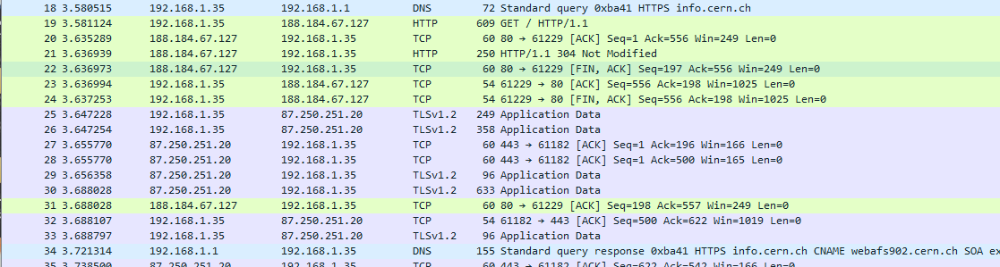 18 3.580515 192.168.1.35 192.168.1.1 DNS 72 Standard query 0xba41 HTTPS info.cern.ch
19 3.581124 192.168.1.35 188.184.67.127 HTTP 609 GET / HTTP/1.1
20 3.635289 188.184.67.127 192.168.1.35 TCP 60 80 → 61229 [ACK] Seq=1 Ack=556 Win=249 Len=0
21 3.636939 188.184.67.127 192.168.1.35 HTTP 250 HTTP/1.1 304 Not Modified
22 3.636973 188.184.67.127 192.168.1.35 TCP 60 80 → 61229 [FIN, ACK] Seq=197 Ack=556 Win=249 Len=0
23 3.636994 192.168.1.35 188.184.67.127 TCP 54 61229 → 80 [ACK] Seq=556 Ack=198 Win=1025 Len=0
24 3.637253 192.168.1.35 188.184.67.127 TCP 54 61229 → 80 [FIN, ACK] Seq=556 Ack=198 Win=1025 Len=0
25 3.647228 192.168.1.35 87.250.251.20 TLSv1.2 249 Application Data
26 3.647254 192.168.1.35 87.250.251.20 TLSv1.2 358 Application Data
27 3.655770 87.250.251.20 192.168.1.35 TCP 60 443 → 61182 [ACK] Seq=1 Ack=196 Win=166 Len=0
28 3.655770 87.250.251.20 192.168.1.35 TCP 60 443 → 61182 [ACK] Seq=1 Ack=500 Win=165 Len=0
29 3.656358 87.250.251.20 192.168.1.35 TLSv1.2 96 Application Data
30 3.688028 87.250.251.20 192.168.1.35 TLSv1.2 633 Application Data
31 3.688028 188.184.67.127 192.168.1.35 TCP 60 80 → 61229 [ACK] Seq=198 Ack=557 Win=249 Len=0
32 3.688107 192.168.1.35 87.250.251.20 TCP 54 61182 → 443 [ACK] Seq=500 Ack=622 Win=1019 Len=0
33 3.688797 192.168.1.35 87.250.251.20 TLSv1.2 96 Application Data
34 3.721314 192.168.1.1 192.168.1.35 DNS 155 Standard query response 0xba41 HTTPS info.cern.ch CNAME webafs902.cern.ch SOA ex
35 3.738500 87.250.251.20 192.168.1.35 TCP 60 443 → 61182 [ACK] Seq=622 Ack=542 Win=166 Len=0